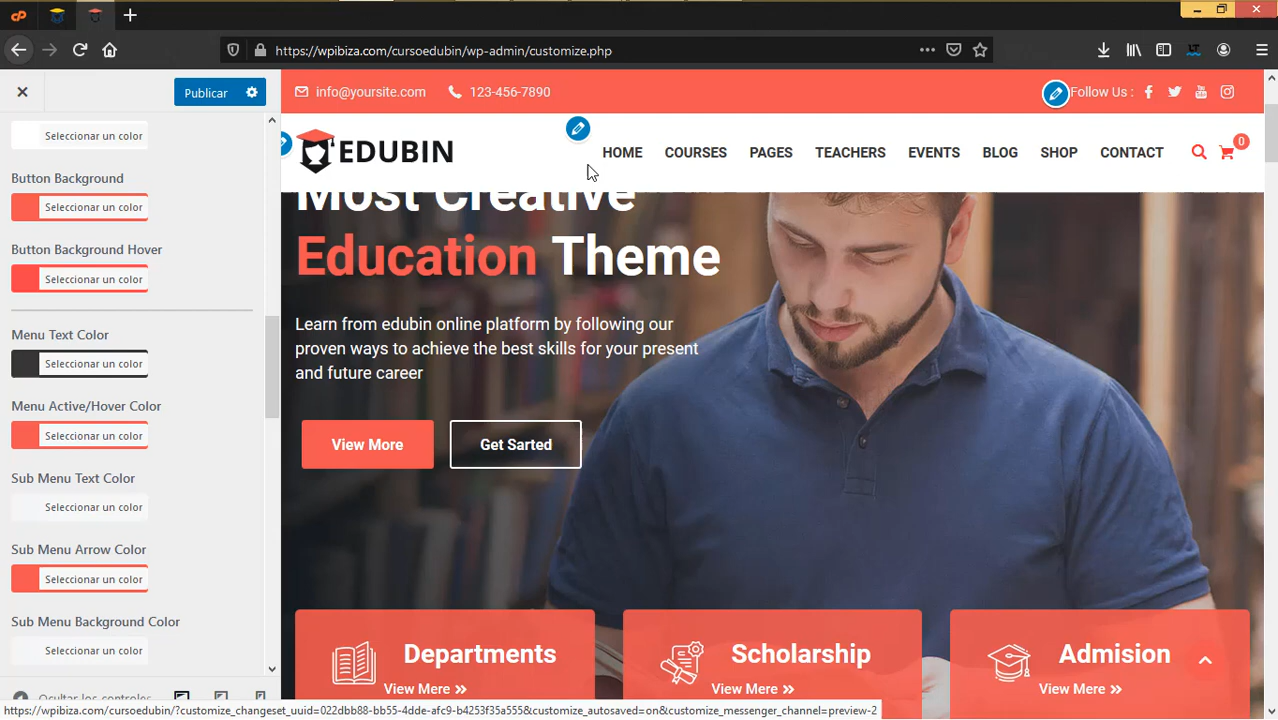 https://wpibiza.com/cursoedubin/wp-admin/customize.php
Publicar
Seleccionar un color
Button Background
Seleccionar un color
Button Background Hover
Seleccionar un color
Menu Text Color
Seleccionar un color
Menu Active/Hover Color
Seleccionar un color
Sub Menu Text Color
Seleccionar un color
Sub Menu Arrow Color
Seleccionar un color
Sub Menu Background Color
Seleccionar un color
Ocultar los controles
info@yoursite.com 123-456-7890 Follow Us :
EDUBIN HOME COURSES PAGES TEACHERS EVENTS BLOG SHOP CONTACT 0
Most Creative
Education Theme
Learn from edubin online platform by following our
proven ways to achieve the best skills for your present
and future career
View More Get Sarted
Departments Scholarship Admision
View Mere View Mere View Mere
https://wpibiza.com/cursoedubin/?customize_changeset_uuid=022dbb88-bb55-4dde-afc9-b4253f35a555&customize_autosaved=on&customize_messenger_channel=preview-2